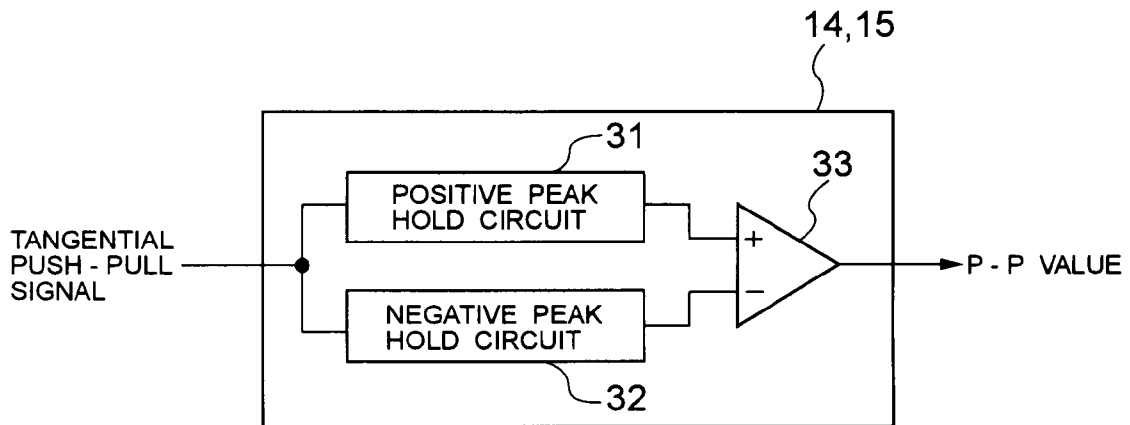 14,15
31
POSITIVE PEAK
HOLD CIRCUIT
33
TANGENTIAL
PUSH - PULL
SIGNAL
+
−
P - P VALUE
NEGATIVE PEAK
HOLD CIRCUIT
32